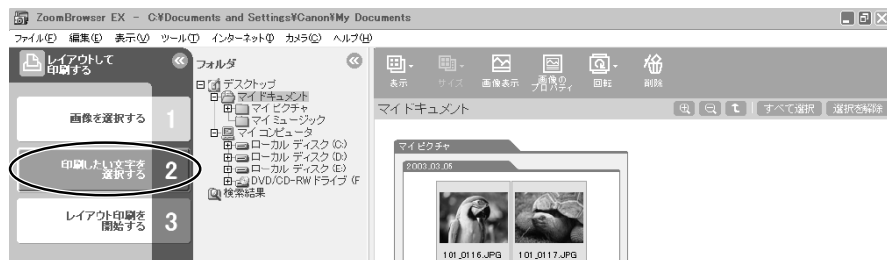 ZoomBrowser EX - C:¥Documents and Settings¥Canon¥My Documents
ファイル(F) 編集(E) 表示(V) ツール(T) インターネット(I) カメラ(C) ヘルプ(H)
レイアウトして
印刷する
画像を選択する
1
印刷したい文字を
選択する
2
レイアウト印刷を
開始する
3
フォルダ
デスクトップ
マイ ドキュメント
マイ ピクチャ
マイ ミュージック
マイ コンピュータ
ローカル ディスク (C:)
ローカル ディスク (D:)
ローカル ディスク (E:)
DVD/CD-RW ドライブ (F
検索結果
表示
サイズ
画像表示
画像の
プロパティ
回転
削除
マイ ドキュメント
すべて選択
選択を解除
マイ ピクチャ
2003.03.05
101_0116.JPG
101_0117.JPG